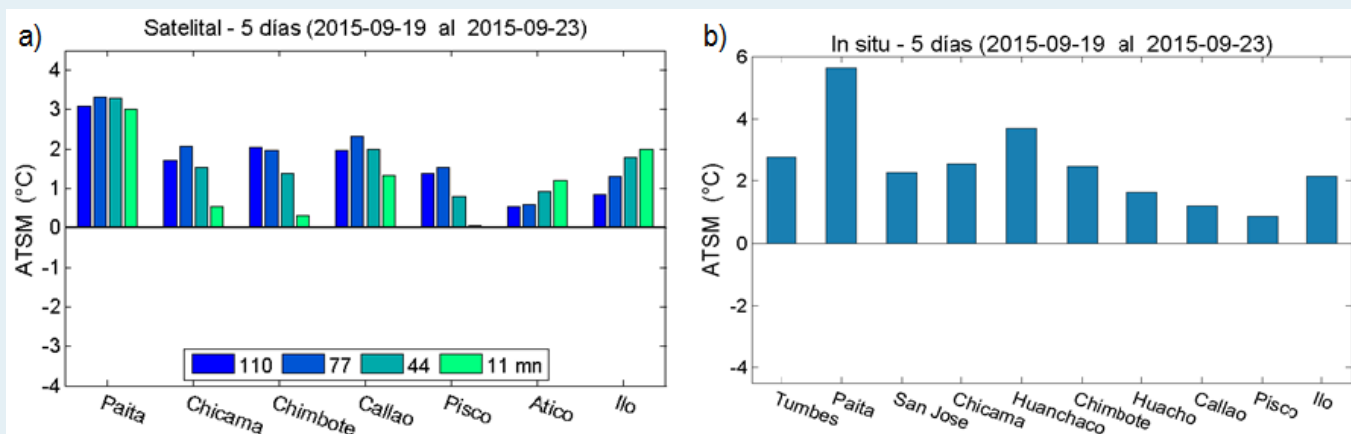 a)
Satelital - 5 días (2015-09-19 al 2015-09-23)
ATSM (°C)
4
3
2
1
0
-1
-2
-3
-4
110 77 44 11 mn
Paita Chicama Chimbote Callao Pisco Atico Ilo
b)
In situ - 5 días (2015-09-19 al 2015-09-23)
ATSM (°C)
6
4
2
0
-2
-4
Tumbes Paita San Jose Chicama Huanchaco Chimbote Huacho Callao Pisco Ilo